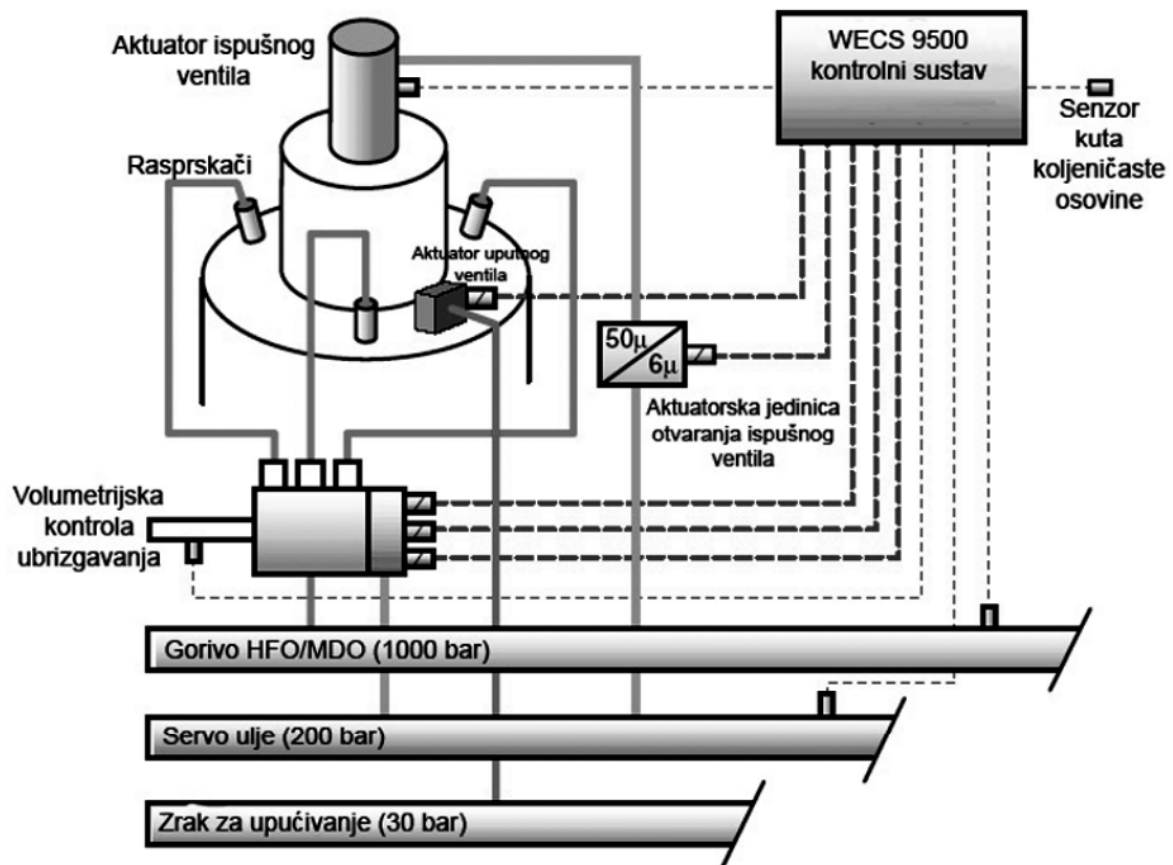 Aktuator ispušnog
ventila
WECS 9500
kontrolni sustav
Senzor
kuta
koljeničaste
osovine
Rasprskači
Aktuator uputnog
ventila
50µ
6µ
Aktuatorska jedinica
otvaranja ispušnog
ventila
Volumetrijska
kontrola
ubrizgavanja
Gorivo HFO/MDO (1000 bar)
Servo ulje (200 bar)
Zrak za upućivanje (30 bar)